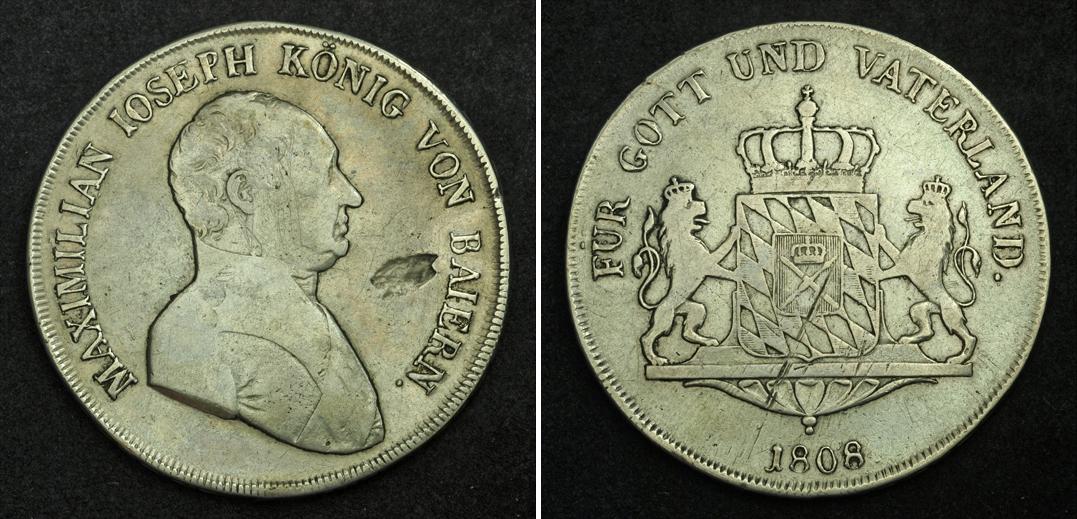 MAXIMILIAN IOSEPH KÖNIG VON BAIERN.
FUR GOTT UND VATERLAND.
1808